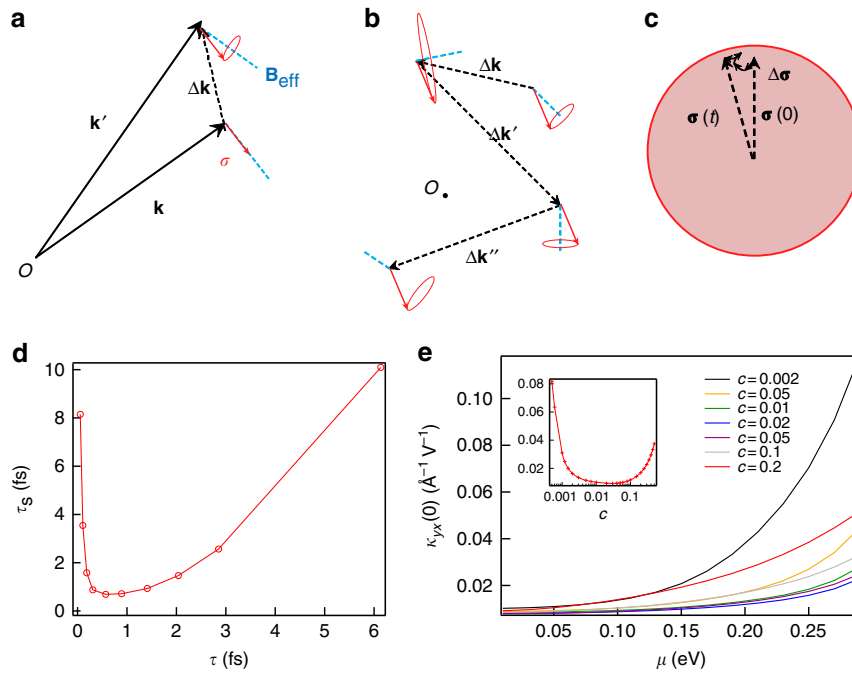 a
k′
Δk
B_eff
σ
k
O
b
Δk
Δk′
O
Δk′′
c
Δσ
σ (t)
σ (0)
d
10
8
6
4
2
0
τ_s (fs)
0 1 2 3 4 5 6
τ (fs)
e
0.10
0.08
0.06
0.04
0.02
κ_yx(0) (Å⁻¹ V⁻¹)
0.08
0.06
0.04
0.02
0.001 0.1
c
c = 0.002
c = 0.05
c = 0.01
c = 0.02
c = 0.05
c = 0.1
c = 0.2
0.05 0.10 0.15 0.20 0.25
μ (eV)